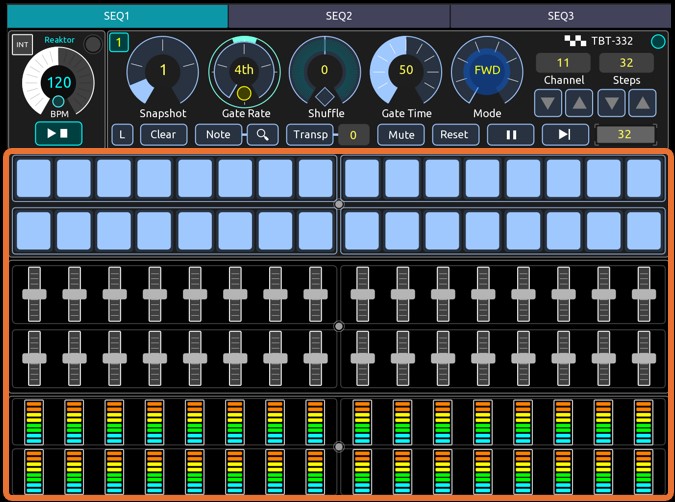 SEQ1 SEQ2 SEQ3
INT Reaktor 1 TBT-332
120
BPM
1 4th 0 50 FWD
Snapshot Gate Rate Shuffle Gate Time Mode
11 32
Channel Steps
L Clear Note Transp 0 Mute Reset 32